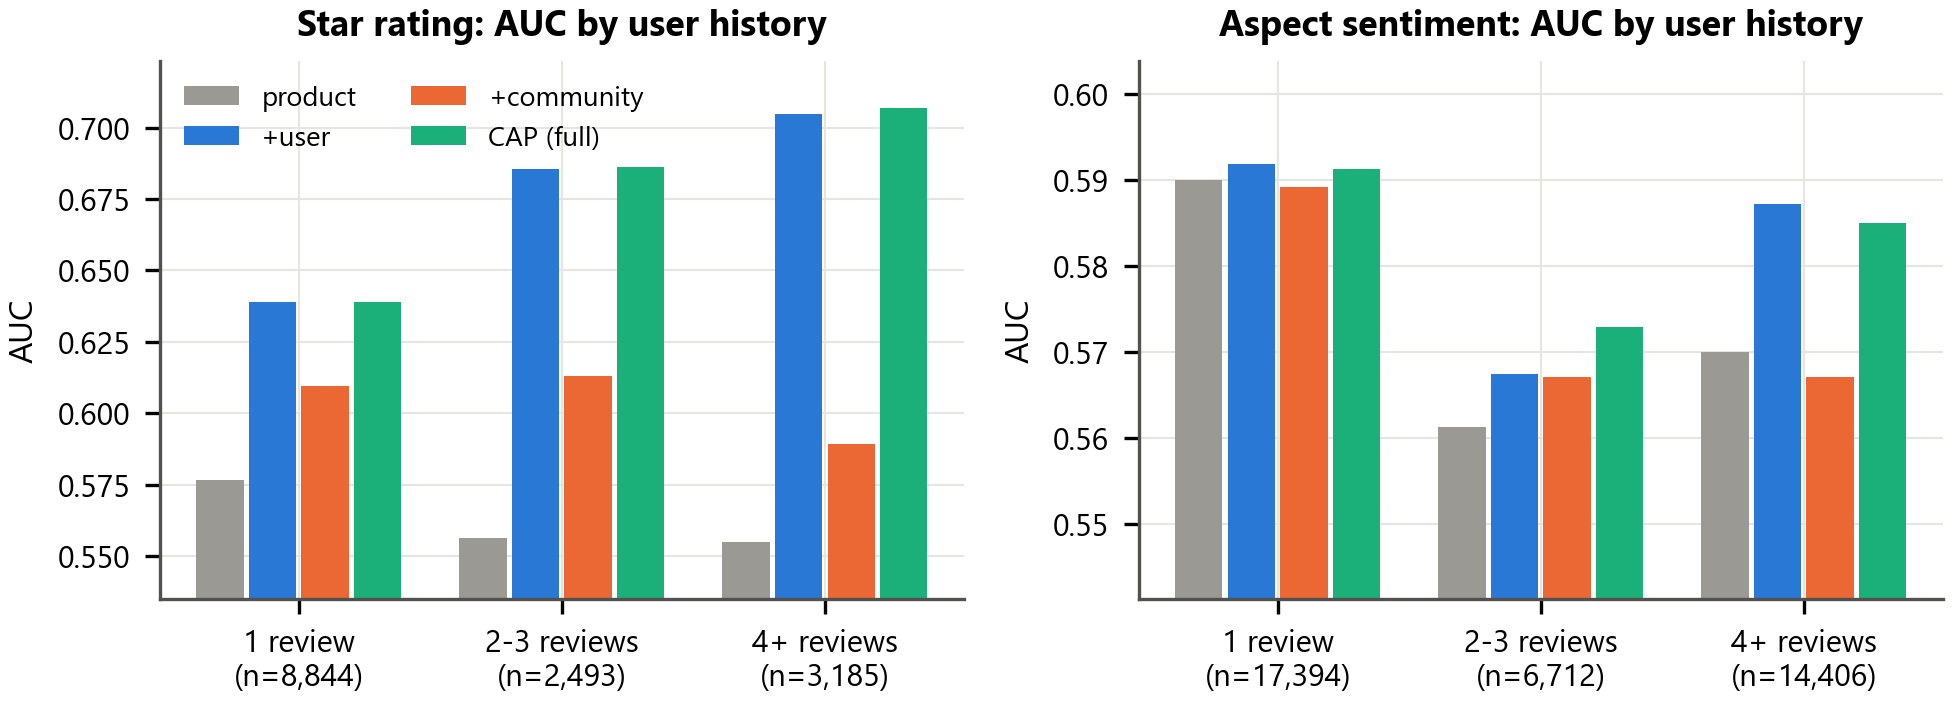 Star rating: AUC by user history
product
+community
+user
CAP (full)
AUC
0.700
0.675
0.650
0.625
0.600
0.575
0.550
1 review
(n=8,844)
2-3 reviews
(n=2,493)
4+ reviews
(n=3,185)
Aspect sentiment: AUC by user history
AUC
0.60
0.59
0.58
0.57
0.56
0.55
1 review
(n=17,394)
2-3 reviews
(n=6,712)
4+ reviews
(n=14,406)